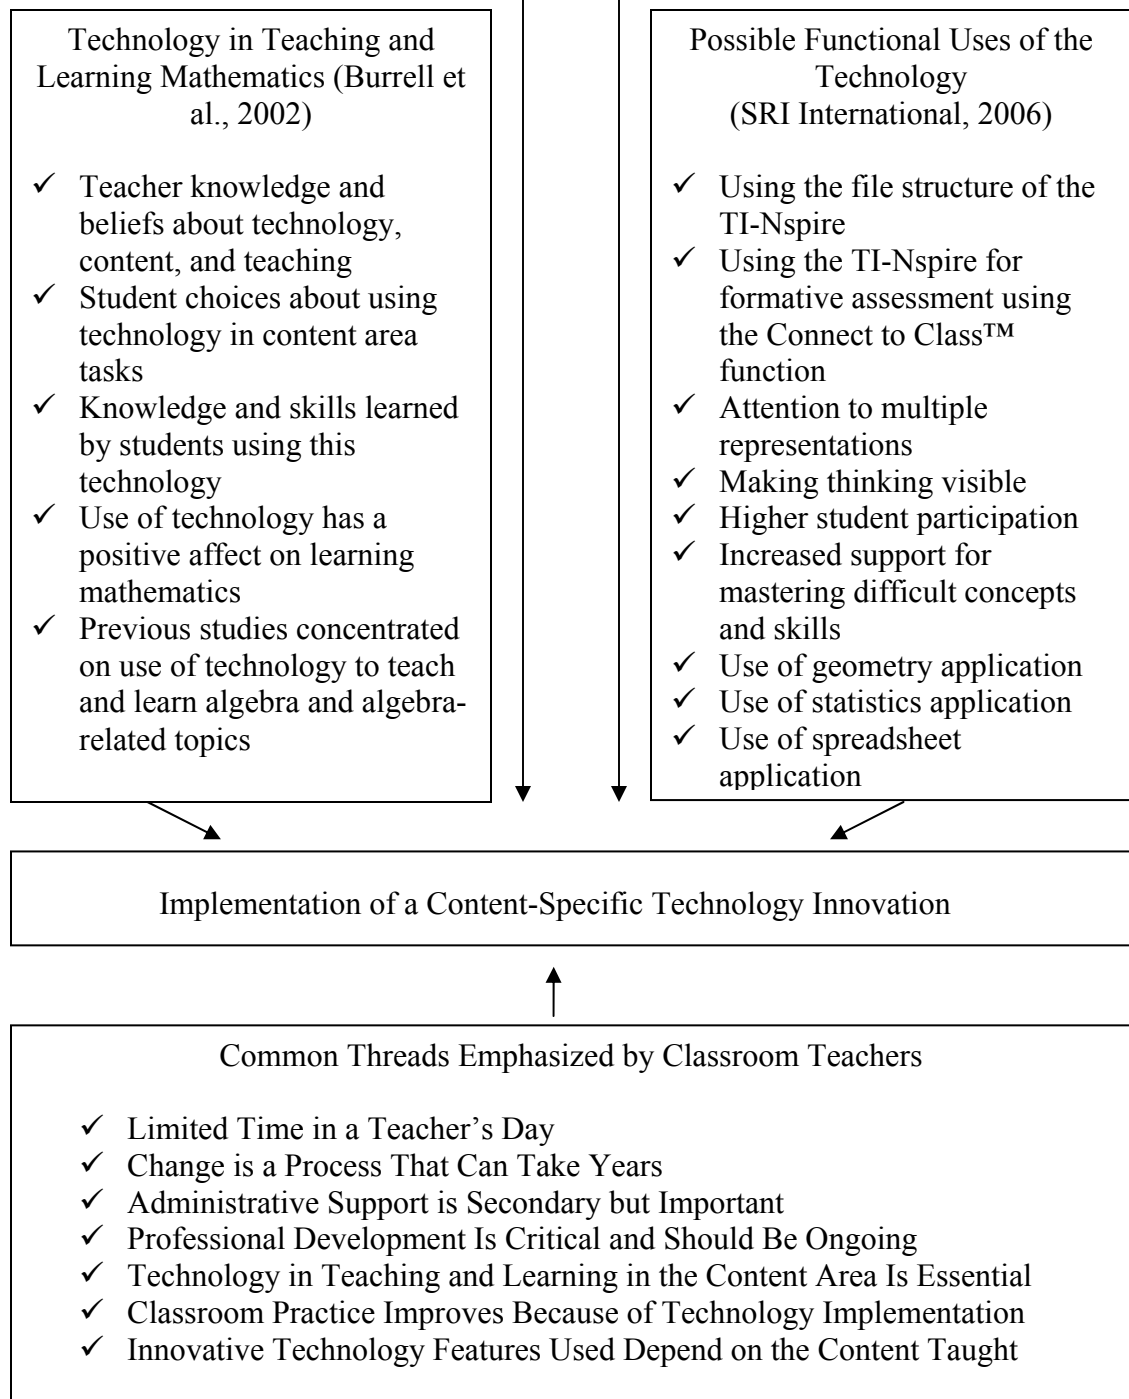 Technology in Teaching and
Learning Mathematics (Burrell et
al., 2002)
✓ Teacher knowledge and
beliefs about technology,
content, and teaching
✓ Student choices about using
technology in content area
tasks
✓ Knowledge and skills learned
by students using this
technology
✓ Use of technology has a
positive affect on learning
mathematics
✓ Previous studies concentrated
on use of technology to teach
and learn algebra and algebra-
related topics
Possible Functional Uses of the
Technology
(SRI International, 2006)
✓ Using the file structure of the
TI-Nspire
✓ Using the TI-Nspire for
formative assessment using
the Connect to Class™
function
✓ Attention to multiple
representations
✓ Making thinking visible
✓ Higher student participation
✓ Increased support for
mastering difficult concepts
and skills
✓ Use of geometry application
✓ Use of statistics application
✓ Use of spreadsheet
application
Implementation of a Content-Specific Technology Innovation
Common Threads Emphasized by Classroom Teachers
✓ Limited Time in a Teacher’s Day
✓ Change is a Process That Can Take Years
✓ Administrative Support is Secondary but Important
✓ Professional Development Is Critical and Should Be Ongoing
✓ Technology in Teaching and Learning in the Content Area Is Essential
✓ Classroom Practice Improves Because of Technology Implementation
✓ Innovative Technology Features Used Depend on the Content Taught